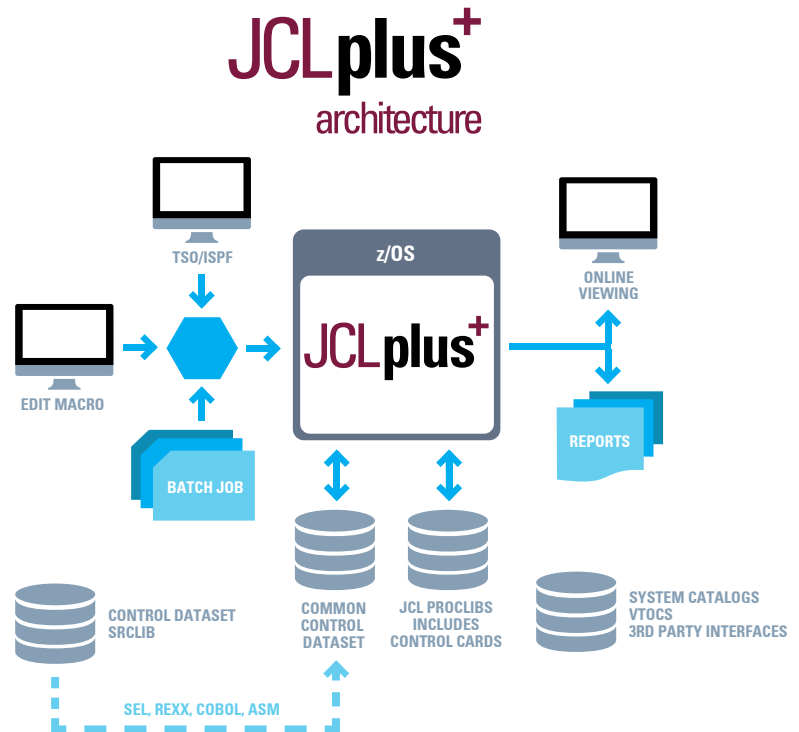 JCLplus+
architecture
TSO/ISPF
z/OS
ONLINE
VIEWING
JCLplus+
EDIT MACRO
REPORTS
BATCH JOB
COMMON
CONTROL
DATASET
JCL PROCLIBS
INCLUDES
CONTROL CARDS
CONTROL DATASET
SRCLIB
SYSTEM CATALOGS
VTOCS
3RD PARTY INTERFACES
SEL, REXX, COBOL, ASM